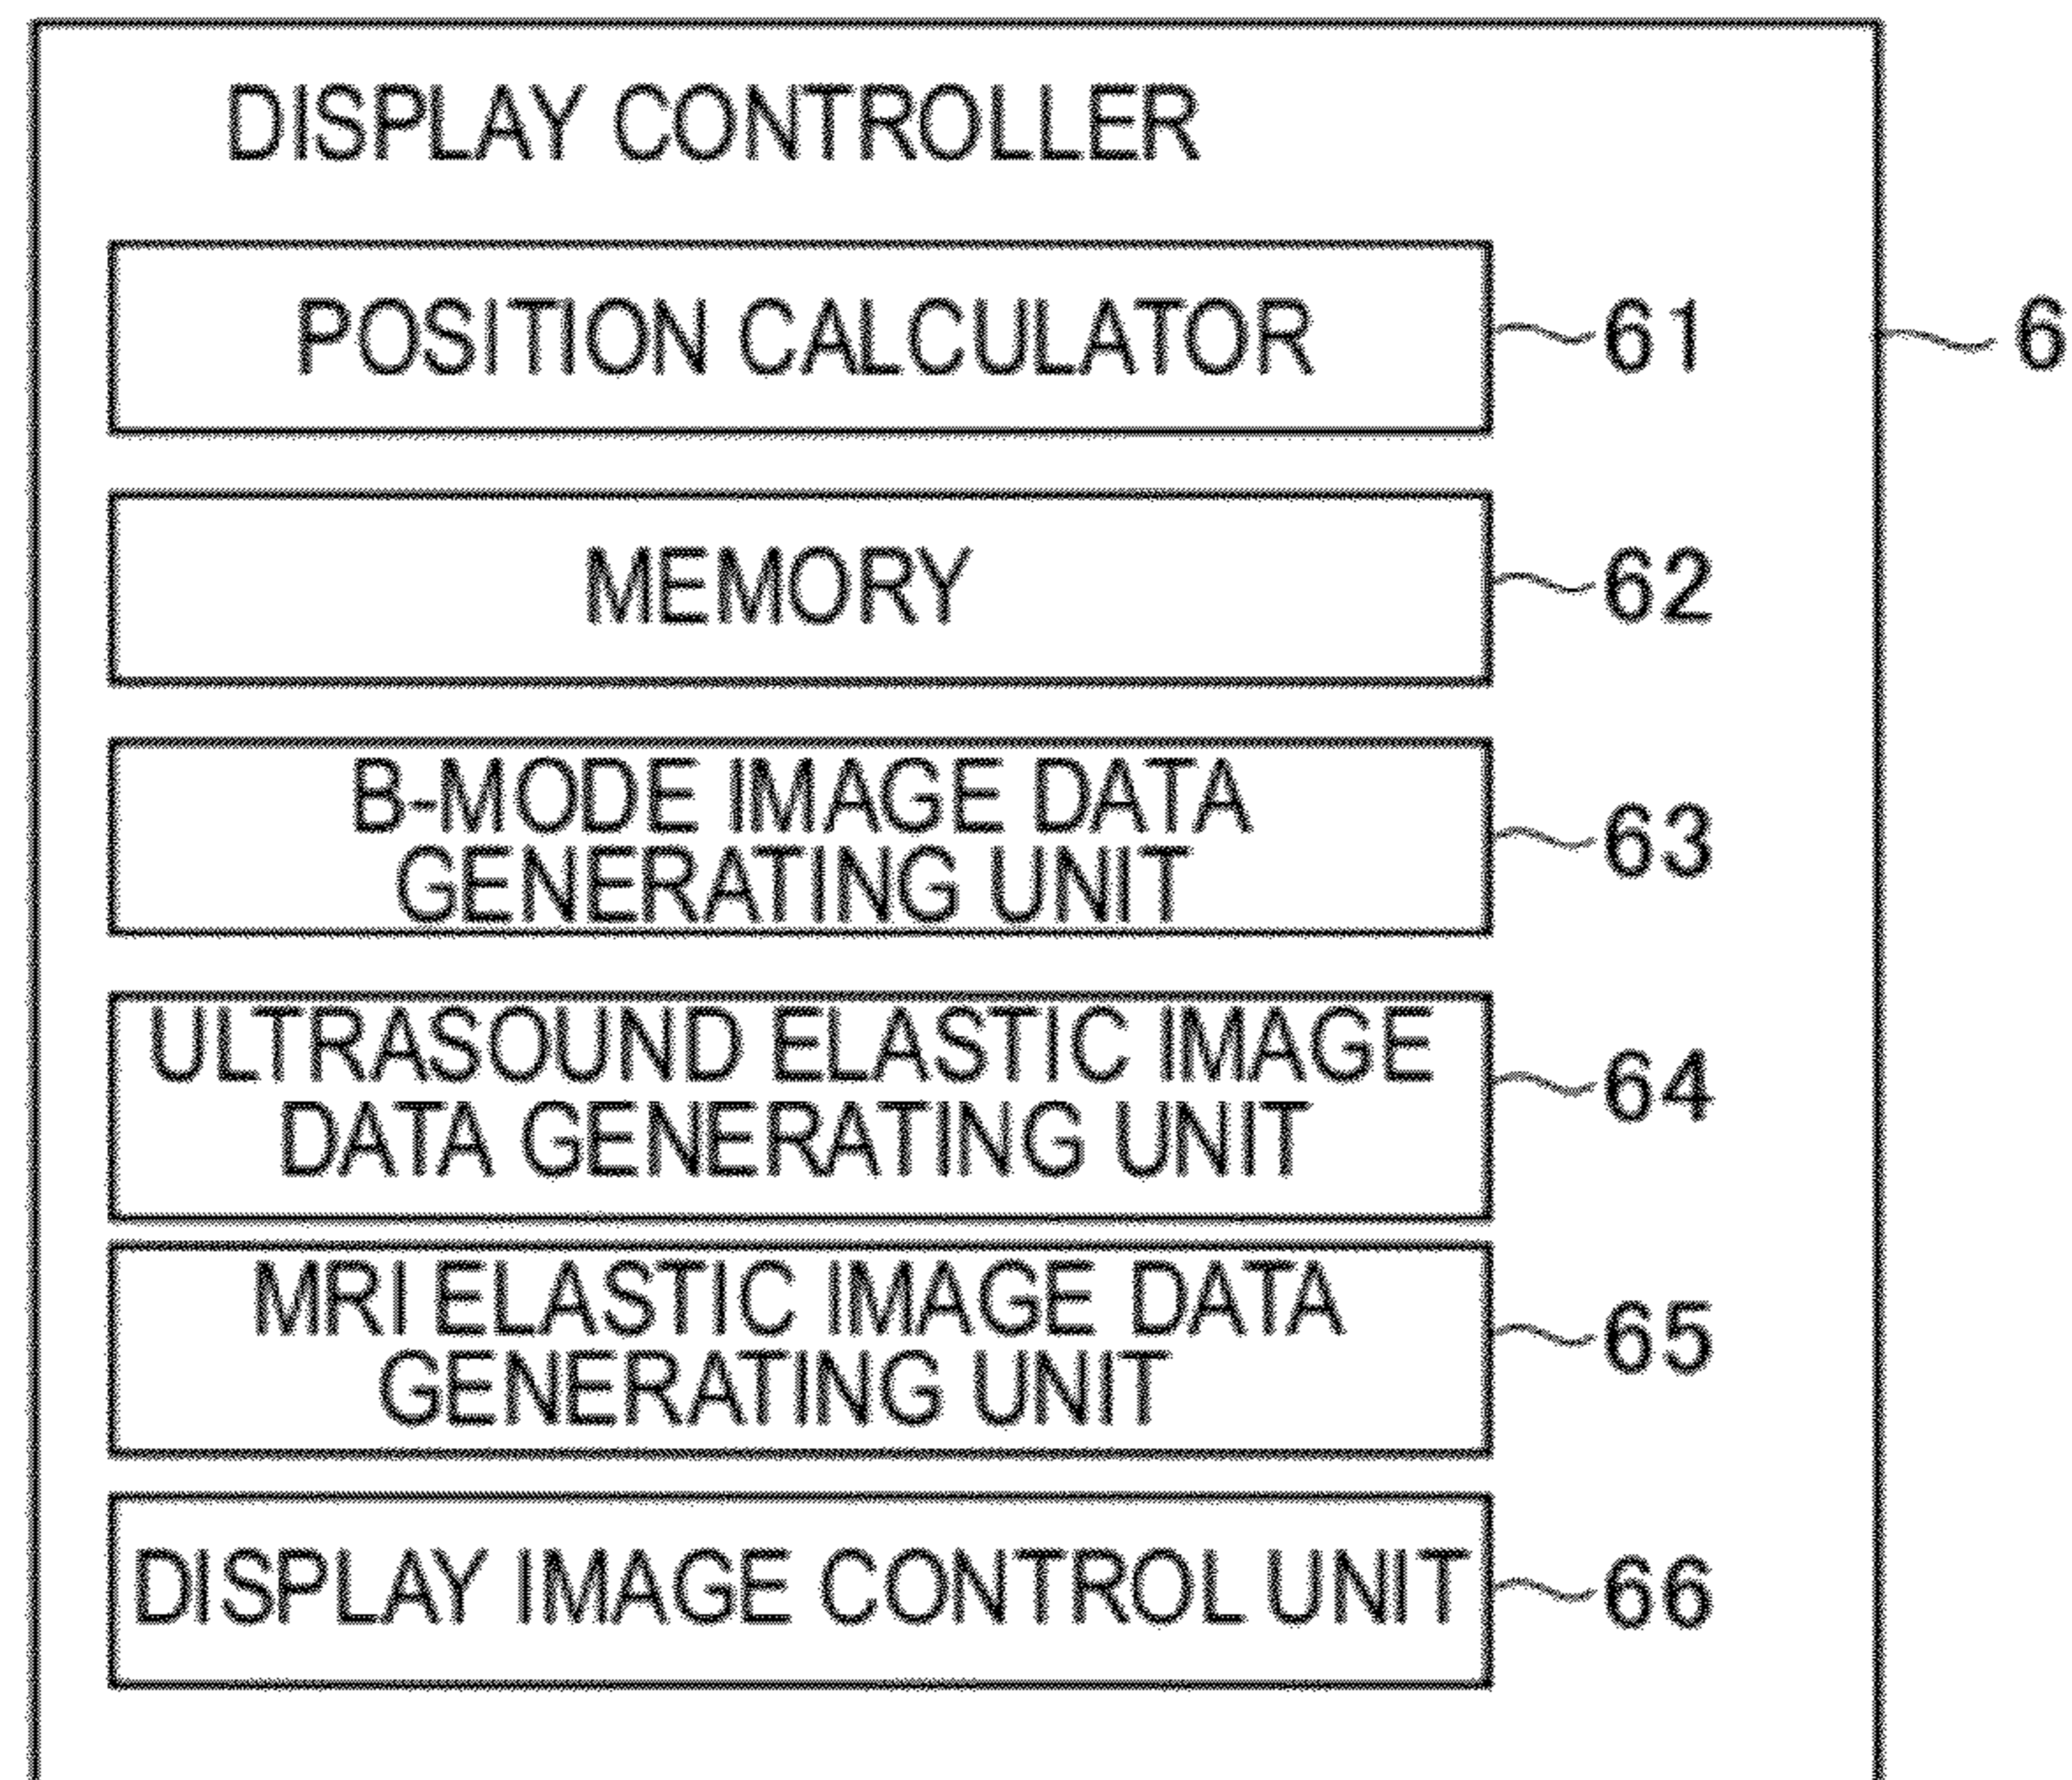 DISPLAY CONTROLLER
POSITION CALCULATOR
61
6
MEMORY
62
B-MODE IMAGE DATA
GENERATING UNIT
63
ULTRASOUND ELASTIC IMAGE
DATA GENERATING UNIT
64
MRI ELASTIC IMAGE DATA
GENERATING UNIT
65
DISPLAY IMAGE CONTROL UNIT
66